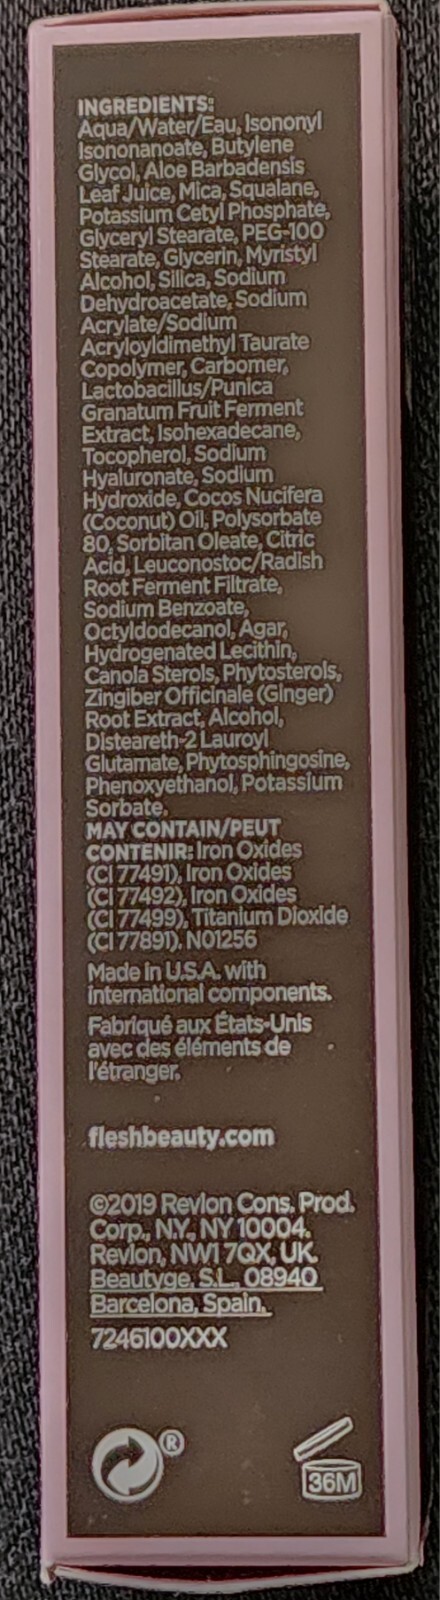 INGREDIENTS:
Aqua/Water/Eau, Isononyl
Isononanoate, Butylene
Glycol, Aloe Barbadensis
Leaf Juice, Mica, Squalane,
Potassium Cetyl Phosphate,
Glyceryl Stearate, PEG-100
Stearate, Glycerin, Myristyl
Alcohol, Silica, Sodium
Dehydroacetate, Sodium
Acrylate/Sodium
Acryloyldimethyl Taurate
Copolymer, Carbomer,
Lactobacillus/Punica
Granatum Fruit Ferment
Extract, Isohexadecane,
Tocopherol, Sodium
Hyaluronate, Sodium
Hydroxide, Cocos Nucifera
(Coconut) Oil, Polysorbate
80, Sorbitan Oleate, Citric
Acid, Leuconostoc/Radish
Root Ferment Filtrate,
Sodium Benzoate,
Octyldodecanol, Agar,
Hydrogenated Lecithin,
Canola Sterols, Phytosterols,
Zingiber Officinale (Ginger)
Root Extract, Alcohol,
Disteareth-2 Lauroyl
Glutamate, Phytosphingosine,
Phenoxyethanol, Potassium
Sorbate.
MAY CONTAIN/PEUT
CONTENIR: Iron Oxides
(CI 77491), Iron Oxides
(CI 77492), Iron Oxides
(CI 77499), Titanium Dioxide
(CI 77891). N01256
Made in U.S.A. with
international components.
Fabriqué aux États-Unis
avec des éléments de
l'étranger.
fleshbeauty.com
©2019 Revlon Cons. Prod.
Corp., N.Y., NY 10004.
Revlon, NW1 7QX, UK.
Beautyge, S.L., 08940
Barcelona, Spain.
7246100XXX
®
36M